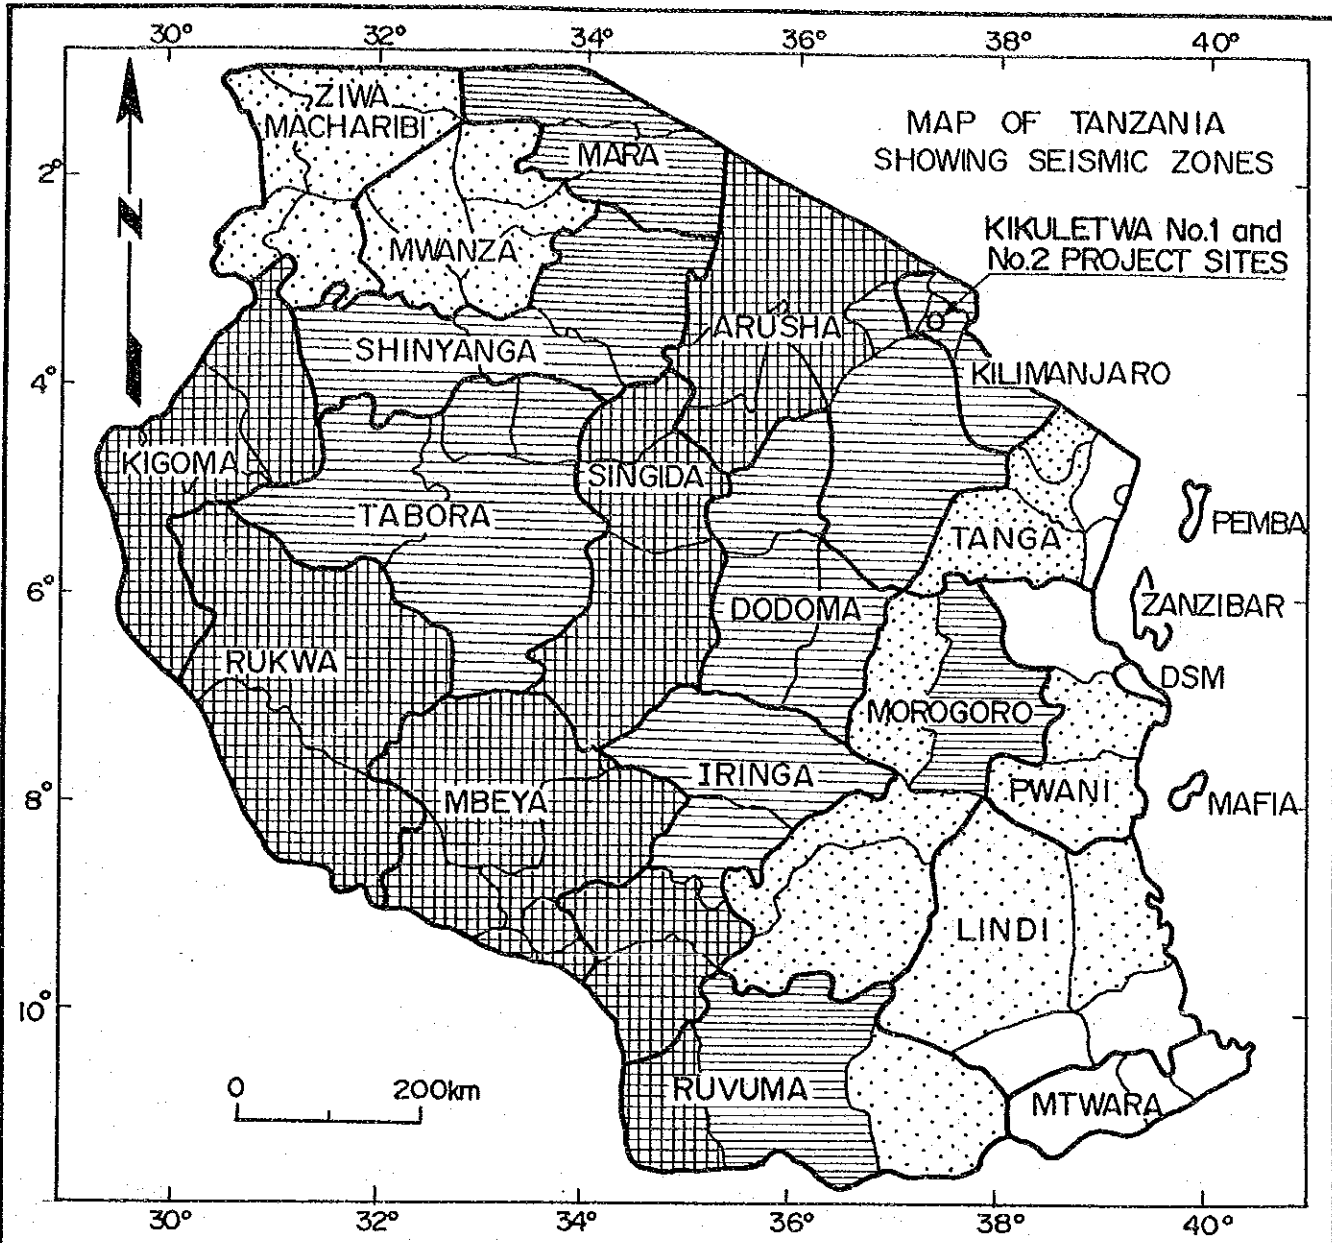 30° 32° 34° 36° 38° 40°
MAP OF TANZANIA
SHOWING SEISMIC ZONES
N
ZIWA
MACHARIBI
MARA
2°
KIKULETWA No.1 and
No.2 PROJECT SITES
MWANZA
ARUSHA
SHINYANGA
4°
KILIMANJARO
KIGOMA
SINGIDA
TABORA
TANGA
PEMBA
6°
DODOMA
ZANZIBAR
RUKWA
DSM
MOROGORO
IRINGA
8°
MBEYA
PWANI
MAFIA
LINDI
10°
0 200km
RUVUMA
MTWARA
30° 32° 34° 36° 38° 40°